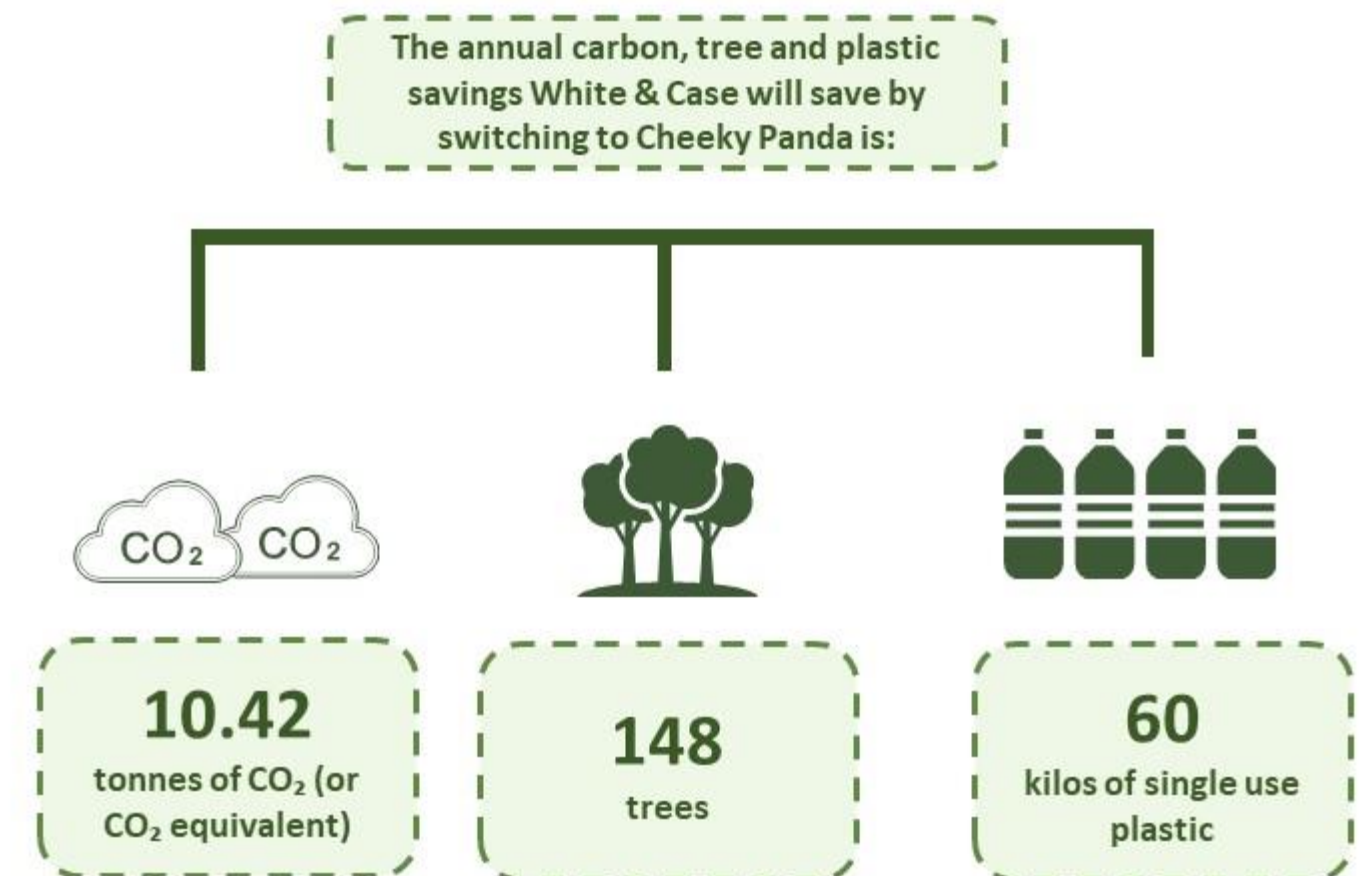 The annual carbon, tree and plastic
savings White & Case will save by
switching to Cheeky Panda is:
CO₂
CO₂
10.42
tonnes of CO₂ (or
CO₂ equivalent)
148
trees
60
kilos of single use
plastic